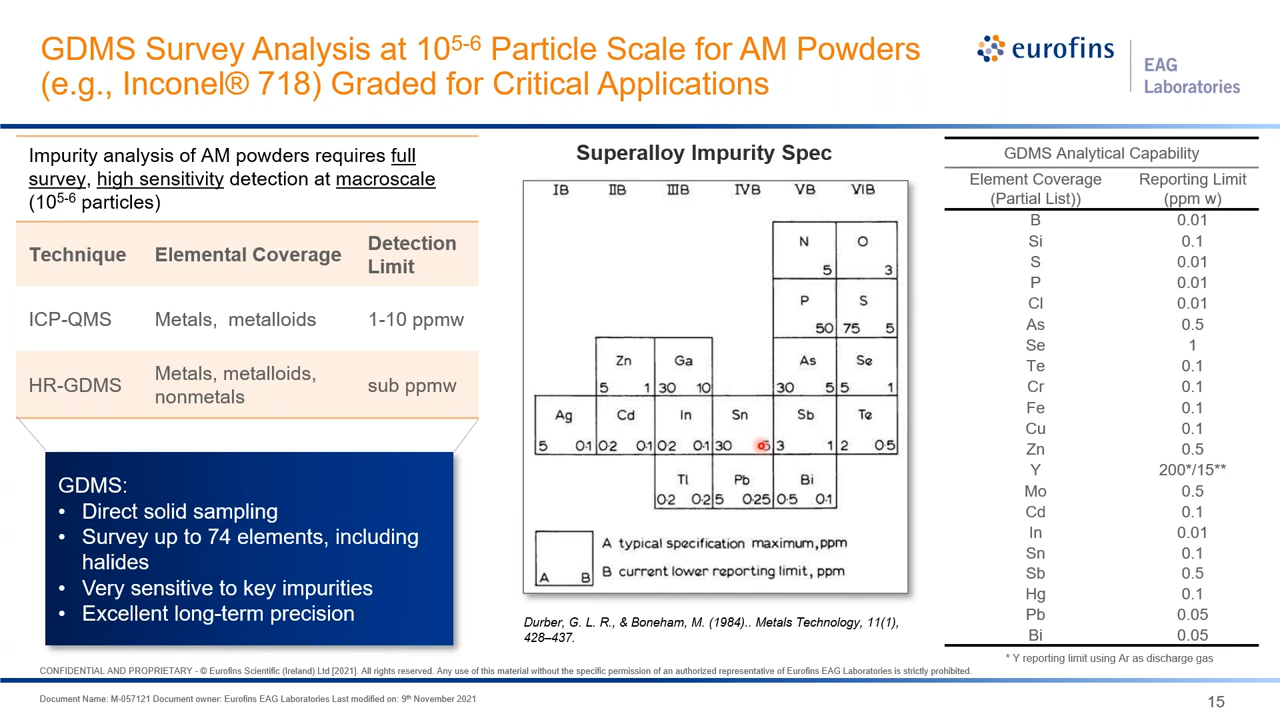 GDMS Survey Analysis at 10⁵⁻⁶ Particle Scale for AM Powders
(e.g., Inconel® 718) Graded for Critical Applications
eurofins
EAG
Laboratories
Impurity analysis of AM powders requires full
survey, high sensitivity detection at macroscale
(10⁵⁻⁶ particles)
Technique Elemental Coverage Detection
Limit
ICP-QMS Metals, metalloids 1-10 ppmw
HR-GDMS Metals, metalloids,
nonmetals sub ppmw
GDMS:
• Direct solid sampling
• Survey up to 74 elements, including
halides
• Very sensitive to key impurities
• Excellent long-term precision
Superalloy Impurity Spec
IB IIB IIIB IVB VB VIB
N O
5 3
P S
50 75 5
Zn Ga As Se
5 1 30 10 30 5 5 1
Ag Cd In Sn Sb Te
5 0·1 0·2 0·1 0·2 0·1 30 3 1 2 0·5
Tl Pb Bi
0·2 0·2 5 0·25 0·5 0·1
A typical specification maximum, ppm
A B B current lower reporting limit, ppm
Durber, G. L. R., & Boneham, M. (1984).. Metals Technology, 11(1),
428–437.
GDMS Analytical Capability
Element Coverage Reporting Limit
(Partial List)) (ppm w)
B 0.01
Si 0.1
S 0.01
P 0.01
Cl 0.01
As 0.5
Se 1
Te 0.1
Cr 0.1
Fe 0.1
Cu 0.1
Zn 0.5
Y 200*/15**
Mo 0.5
Cd 0.1
In 0.01
Sn 0.1
Sb 0.5
Hg 0.1
Pb 0.05
Bi 0.05
* Y reporting limit using Ar as discharge gas
CONFIDENTIAL AND PROPRIETARY - © Eurofins Scientific (Ireland) Ltd [2021]. All rights reserved. Any use of this material without the specific permission of an authorized representative of Eurofins EAG Laboratories is strictly prohibited.
Document Name: M-057121 Document owner: Eurofins EAG Laboratories Last modified on: 9th November 2021
15